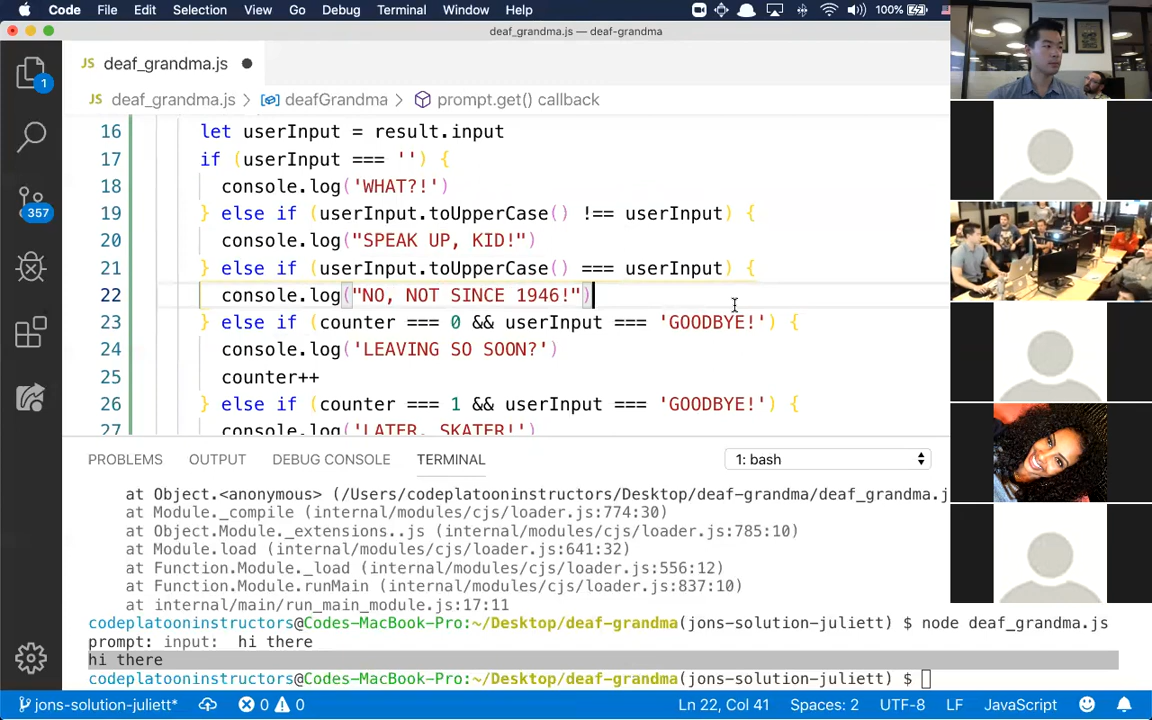 Code File Edit Selection View Go Debug Terminal Window Help 100%
deaf_grandma.js — deaf-grandma
JS deaf_grandma.js
JS deaf_grandma.js > deafGrandma > prompt.get() callback
1
357
16 let userInput = result.input
17 if (userInput === '') {
18 console.log('WHAT?!')
19 } else if (userInput.toUpperCase() !== userInput) {
20 console.log("SPEAK UP, KID!")
21 } else if (userInput.toUpperCase() === userInput) {
22 console.log("NO, NOT SINCE 1946!")
23 } else if (counter === 0 && userInput === 'GOODBYE!') {
24 console.log('LEAVING SO SOON?')
25 counter++
26 } else if (counter === 1 && userInput === 'GOODBYE!') {
27 console.log('LATER, SKATER!')
PROBLEMS OUTPUT DEBUG CONSOLE TERMINAL 1: bash
at Object.<anonymous> (/Users/codeplatooninstructors/Desktop/deaf-grandma/deaf_grandma.j
at Module._compile (internal/modules/cjs/loader.js:774:30)
at Object.Module._extensions..js (internal/modules/cjs/loader.js:785:10)
at Module.load (internal/modules/cjs/loader.js:641:32)
at Function.Module._load (internal/modules/cjs/loader.js:556:12)
at Function.Module.runMain (internal/modules/cjs/loader.js:837:10)
at internal/main/run_main_module.js:17:11
codeplatooninstructors@Codes-MacBook-Pro:~/Desktop/deaf-grandma(jons-solution-juliett) $ node deaf_grandma.js
prompt: input: hi there
hi there
codeplatooninstructors@Codes-MacBook-Pro:~/Desktop/deaf-grandma(jons-solution-juliett) $
jons-solution-juliett* 0 0 Ln 22, Col 41 Spaces: 2 UTF-8 LF JavaScript